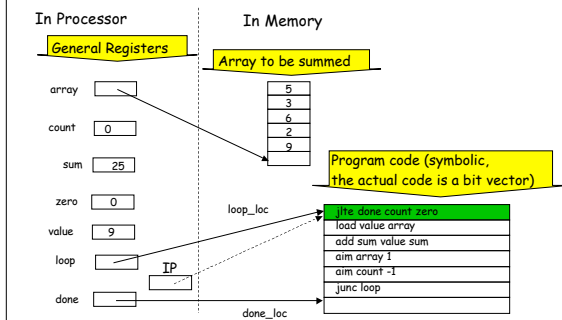 In Processor
In Memory
General Registers
Array to be summed
array
count
0
sum
25
zero
0
value
9
loop
IP
done
5
3
6
2
9
Program code (symbolic,
the actual code is a bit vector)
loop_loc
jlte done count zero
load value array
add sum value sum
aim array 1
aim count -1
junc loop
done_loc